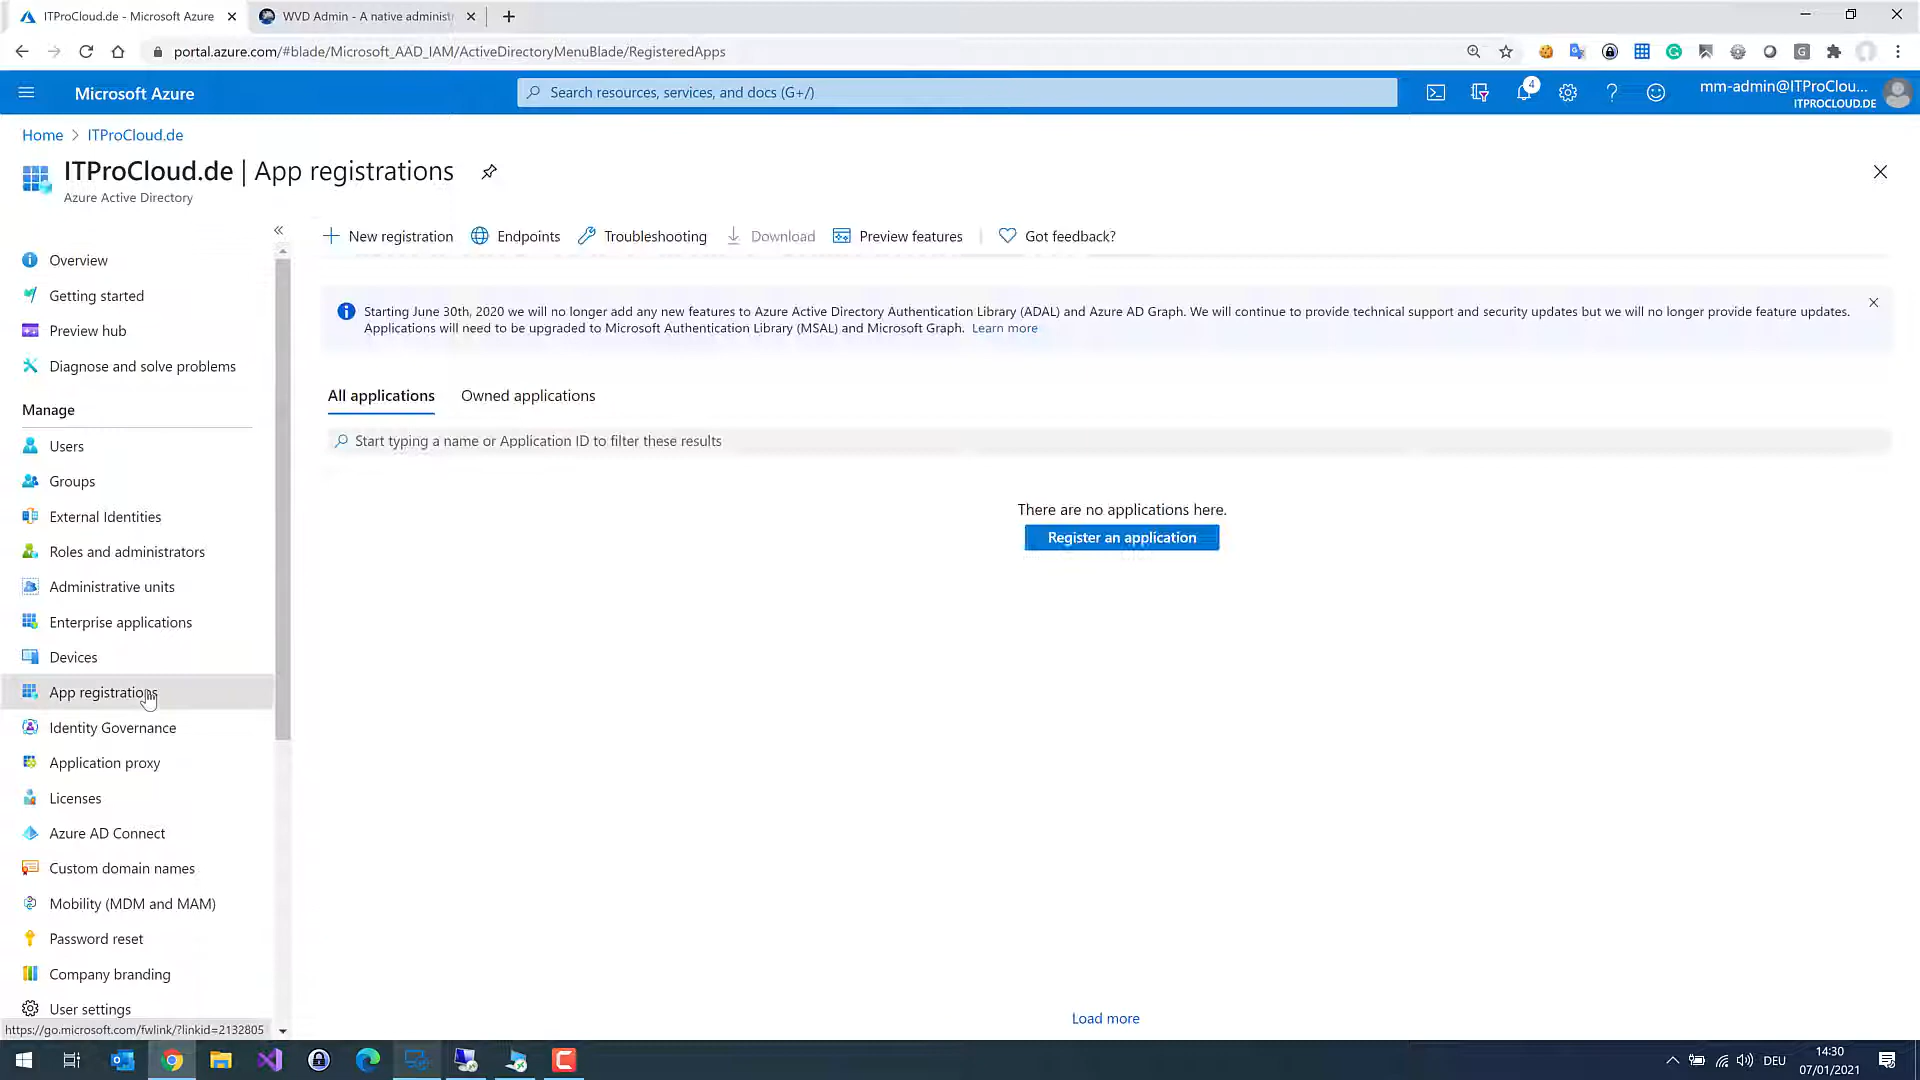 ITProCloud.de - Microsoft Azure
WVD Admin - A native administ
portal.azure.com/#blade/Microsoft_AAD_IAM/ActiveDirectoryMenuBlade/RegisteredApps
Microsoft Azure
Search resources, services, and docs (G+/)
4
mm-admin@ITProClou...
ITPROCLOUD.DE
Home > ITProCloud.de
ITProCloud.de | App registrations
Azure Active Directory
New registration
Endpoints
Troubleshooting
Download
Preview features
Got feedback?
Starting June 30th, 2020 we will no longer add any new features to Azure Active Directory Authentication Library (ADAL) and Azure AD Graph. We will continue to provide technical support and security updates but we will no longer provide feature updates.
Applications will need to be upgraded to Microsoft Authentication Library (MSAL) and Microsoft Graph. Learn more
All applications
Owned applications
Start typing a name or Application ID to filter these results
There are no applications here.
Register an application
Load more
Overview
Getting started
Preview hub
Diagnose and solve problems
Manage
Users
Groups
External Identities
Roles and administrators
Administrative units
Enterprise applications
Devices
App registrations
Identity Governance
Application proxy
Licenses
Azure AD Connect
Custom domain names
Mobility (MDM and MAM)
Password reset
Company branding
User settings
https://go.microsoft.com/fwlink/?linkid=2132805
DEU
14:30
07/01/2021